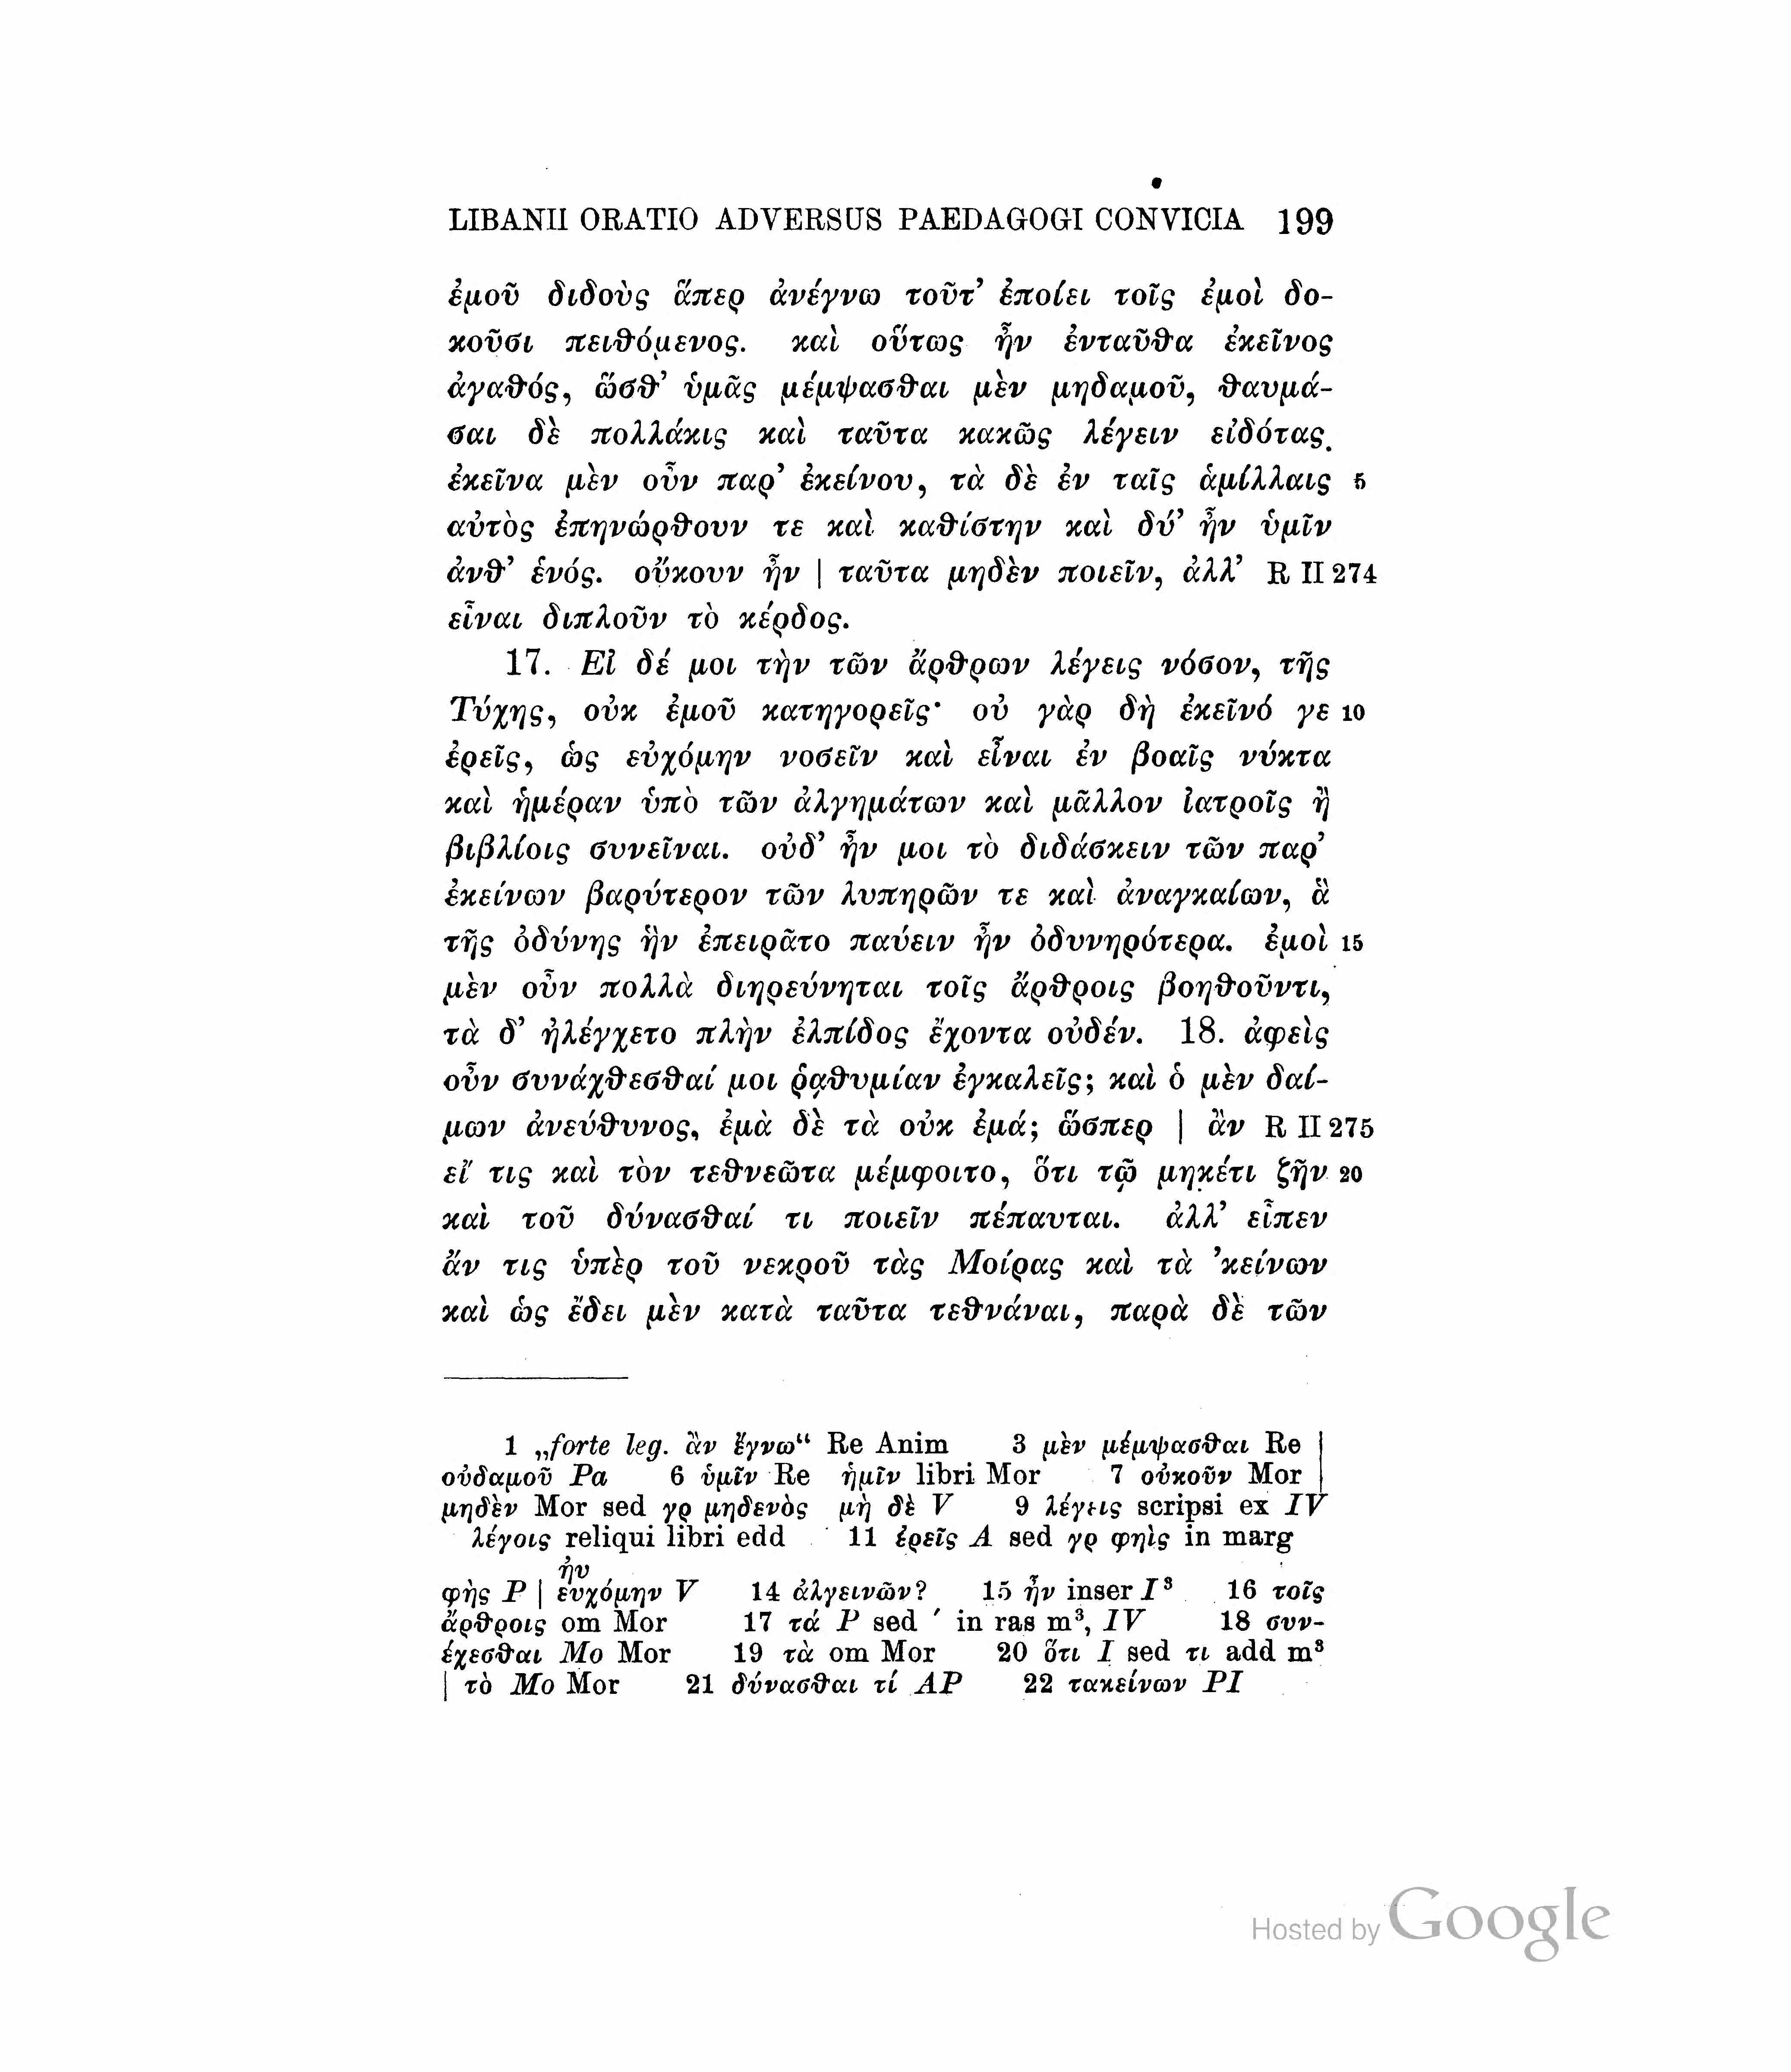 LIBANII ORATIO ADVERSUS PAEDAGOGI CONVICIA 199
ἐμοῦ διδοὺς ἅπερ ἀνέγνω τοῦτ’ ἐποίει τοῖς ἐμοὶ δο-
κοῦσι πειθόμενος. καὶ οὕτως ἦν ἐνταῦθα ἐκεῖνος
ἀγαθός, ὥσθ’ ὑμᾶς μέμψασθαι μὲν μηδαμοῦ, θαυμά-
σαι δὲ πολλάκις καὶ ταῦτα κακῶς λέγειν εἰδότας.
ἐκεῖνα μὲν οὖν παρ’ ἐκείνου, τὰ δὲ ἐν ταῖς ἁμίλλαις 5
αὐτὸς ἐπηνώρθουν τε καὶ καθίστην καὶ δύ’ ἦν ὑμῖν
ἀνθ’ ἑνός. οὔκουν ἦν | ταῦτα μηδὲν ποιεῖν, ἀλλ’ R II 274
εἶναι διπλοῦν τὸ κέρδος.
17. Εἰ δέ μοι τὴν τῶν ἄρθρων λέγεις νόσον, τῆς
Τύχης, οὐκ ἐμοῦ κατηγορεῖς· οὐ γὰρ δὴ ἐκεῖνό γε 10
ἐρεῖς, ὡς εὐχόμην νοσεῖν καὶ εἶναι ἐν βοαῖς νύκτα
καὶ ἡμέραν ὑπὸ τῶν ἀλγημάτων καὶ μᾶλλον ἰατροῖς ἢ
βιβλίοις συνεῖναι. οὐδ’ ἦν μοι τὸ διδάσκειν τῶν παρ’
ἐκείνων βαρύτερον τῶν λυπηρῶν τε καὶ ἀναγκαίων, ἃ
τῆς ὀδύνης ἣν ἐπειρᾶτο παύειν ἦν ὀδυνηρότερα. ἐμοὶ 15
μὲν οὖν πολλὰ διηρεύνηται τοῖς ἄρθροις βοηθοῦντι,
τὰ δ’ ἠλέγχετο πλὴν ἐλπίδος ἔχοντα οὐδέν. 18. ἀφεὶς
οὖν συνάχθεσθαί μοι ῥᾳθυμίαν ἐγκαλεῖς; καὶ ὁ μὲν δαί-
μων ἀνεύθυνος, ἐμὰ δὲ τὰ οὐκ ἐμά; ὥσπερ | ἂν R II 275
εἴ τις καὶ τὸν τεθνεῶτα μέμφοιτο, ὅτι τῷ μηκέτι ζῆν 20
καὶ τοῦ δύνασθαί τι ποιεῖν πέπαυται. ἀλλ’ εἶπεν
ἄν τις ὑπὲρ τοῦ νεκροῦ τὰς Μοίρας καὶ τὰ ’κείνων
καὶ ὡς ἔδει μὲν κατὰ ταῦτα τεθνάναι, παρὰ δὲ τῶν
1 „forte leg. ἂν ἔγνω“ Re Anim 3 μὲν μέμψασθαι Re |
οὐδαμοῦ Pa 6 ὑμῖν Re ἡμῖν libri Mor 7 οὐκοῦν Mor |
μηδὲν Mor sed γρ μηδενὸς μὴ δὲ V 9 λέγεις scripsi ex IV
λέγοις reliqui libri edd 11 ἐρεῖς A sed γρ φηὶς in marg
ἠν
φὴς P | εὐχόμην V 14 ἀλγεινῶν? 15 ἦν inser I³ 16 τοῖς
ἄρθροις om Mor 17 τά P sed ′ in ras m³, IV 18 συν-
έχεσθαι Mo Mor 19 τὰ om Mor 20 ὅτι I sed τι add m³
| τὸ Mo Mor 21 δύνασθαι τί AP 22 τακείνων PI
Hosted by Google